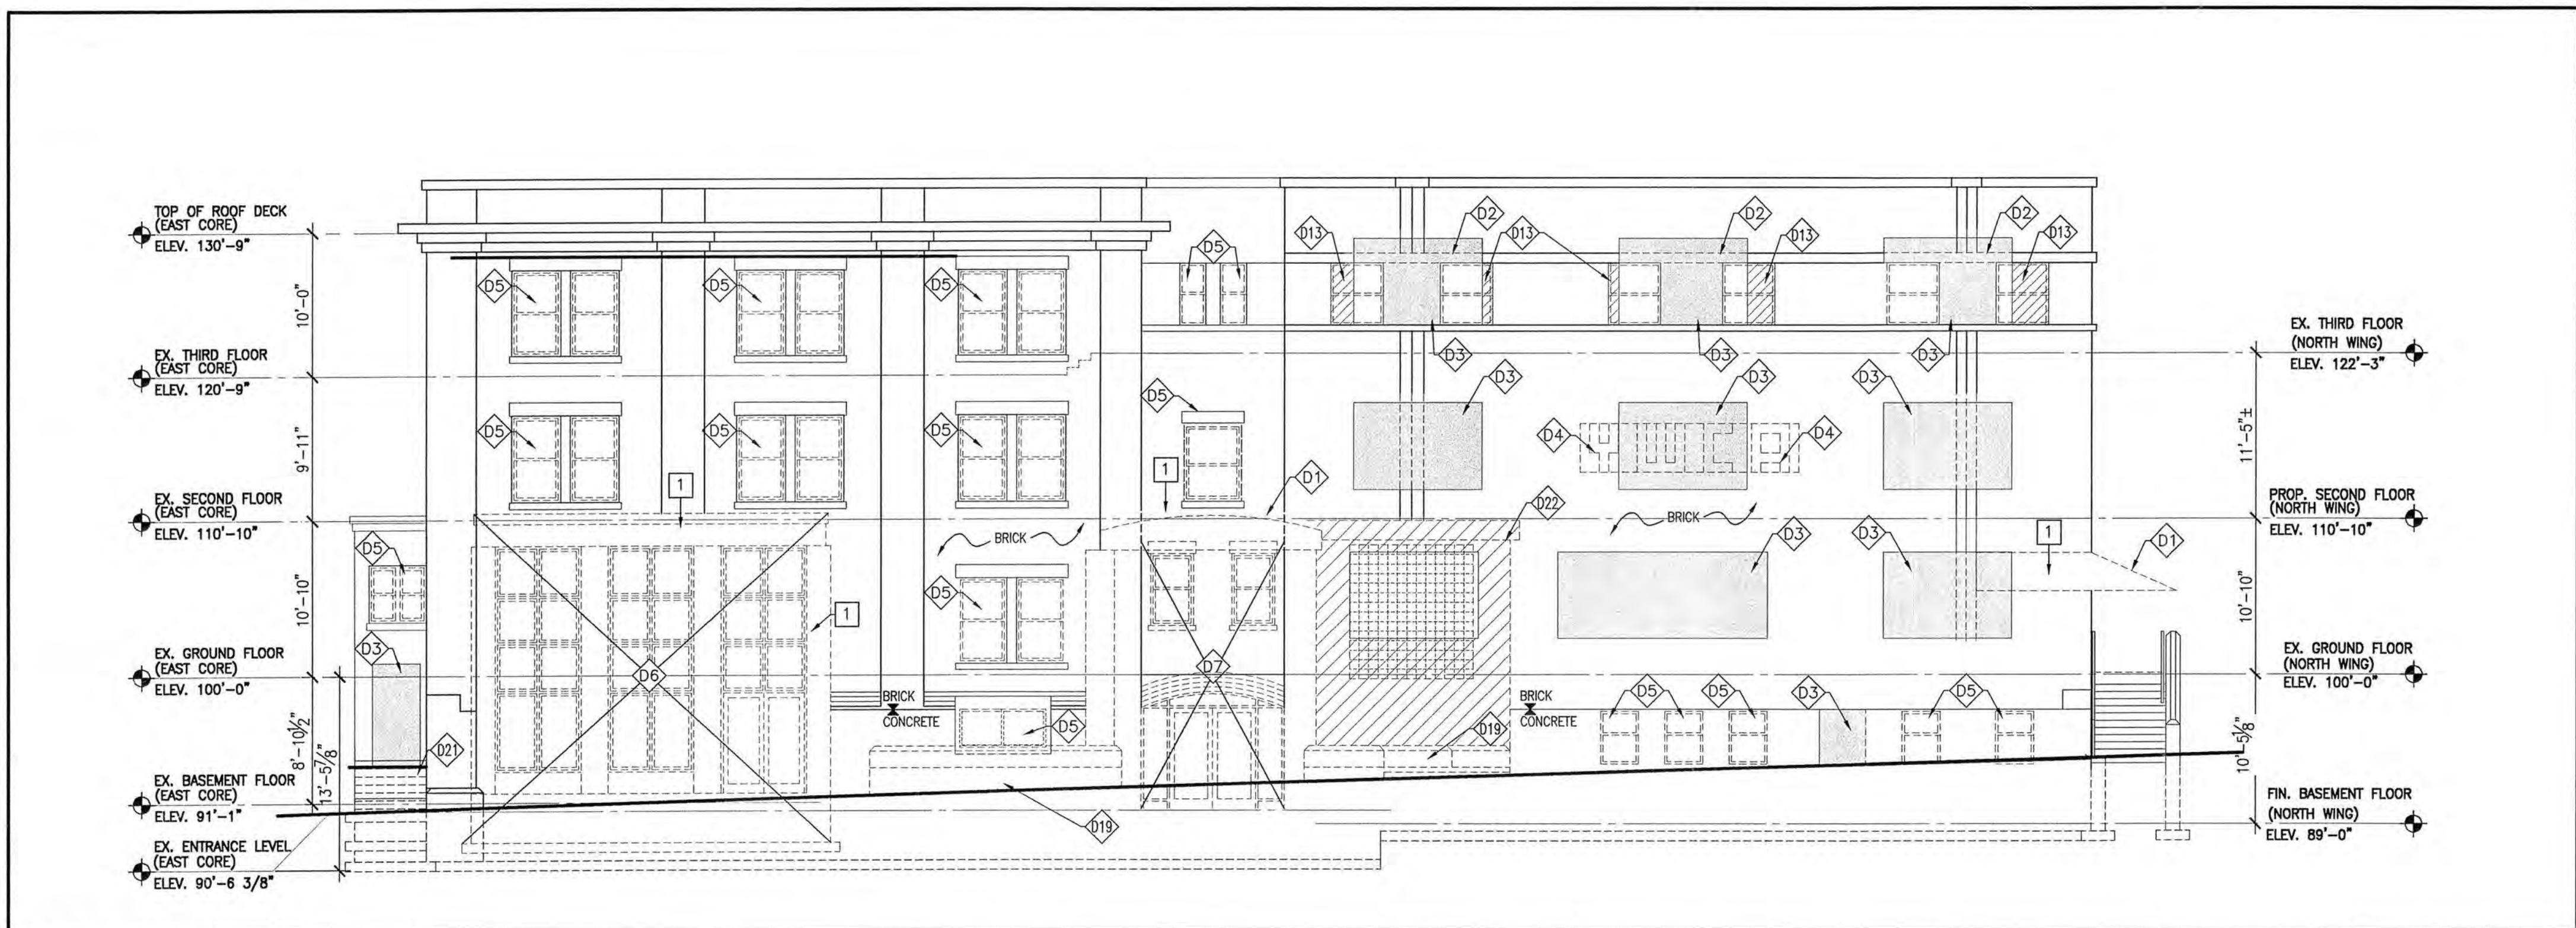 TOP OF ROOF DECK
(EAST CORE)
ELEV. 130'-9"
10'-0"
EX. THIRD FLOOR
(EAST CORE)
ELEV. 120'-9"
9'-11"
EX. SECOND FLOOR
(EAST CORE)
ELEV. 110'-10"
10'-10"
EX. GROUND FLOOR
(EAST CORE)
ELEV. 100'-0"
8'-10½"
13'-5⅞"
EX. BASEMENT FLOOR
(EAST CORE)
ELEV. 91'-1"
EX. ENTRANCE LEVEL
(EAST CORE)
ELEV. 90'-6 3/8"
D2 D2 D2
D13 D13 D13 D13
D5
D5 D5 D5
D3 D3 D3
D5
D3 D3 D3
D5 D5 D5
D4 D4
1 1
D1
D22
BRICK
BRICK
1
D1
D5
D3 D3
D5
1
D3
D6
D7
BRICK
CONCRETE
D5
D21
D19
D19
BRICK
CONCRETE
D5 D5 D3 D5
EX. THIRD FLOOR
(NORTH WING)
ELEV. 122'-3"
11'-5"±
PROP. SECOND FLOOR
(NORTH WING)
ELEV. 110'-10"
10'-10"
EX. GROUND FLOOR
(NORTH WING)
ELEV. 100'-0"
10'-5⅛"
FIN. BASEMENT FLOOR
(NORTH WING)
ELEV. 89'-0"